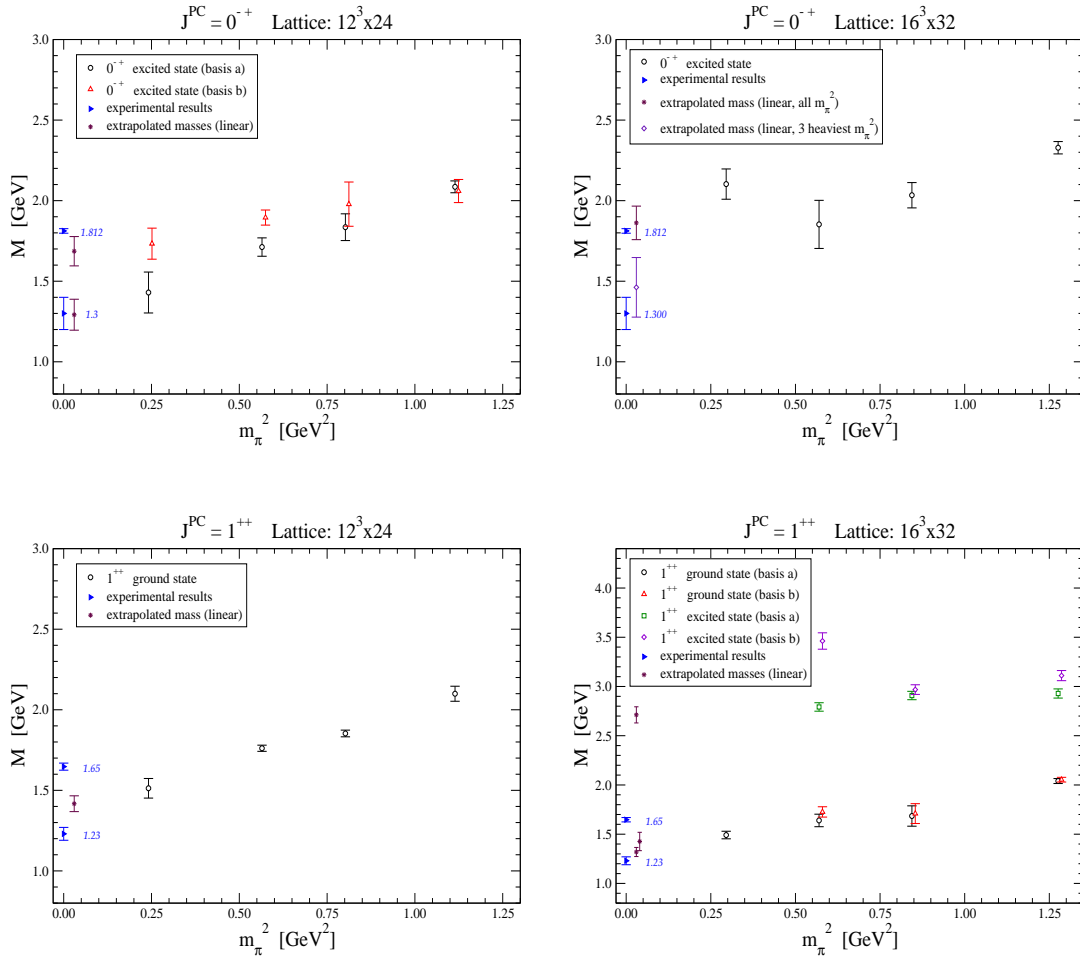 J^PC = 0^-+ Lattice: 12^3x24
3.0
2.5
2.0
1.5
1.0
M [GeV]
0^-+ excited state (basis a)
0^-+ excited state (basis b)
experimental results
extrapolated masses (linear)
1.812
1.3
0.00 0.25 0.50 0.75 1.00 1.25
m_π^2 [GeV^2]
J^PC = 0^-+ Lattice: 16^3x32
3.0
2.5
2.0
1.5
1.0
M [GeV]
0^-+ excited state
experimental results
extrapolated mass (linear, all m_π^2)
extrapolated mass (linear, 3 heaviest m_π^2)
1.812
1.300
0.00 0.25 0.50 0.75 1.00 1.25
m_π^2 [GeV^2]
J^PC = 1^++ Lattice: 12^3x24
3.0
2.5
2.0
1.5
1.0
M [GeV]
1^++ ground state
experimental results
extrapolated mass (linear)
1.65
1.23
0.00 0.25 0.50 0.75 1.00 1.25
m_π^2 [GeV^2]
J^PC = 1^++ Lattice: 16^3x32
4.0
3.5
3.0
2.5
2.0
1.5
1.0
M [GeV]
1^++ ground state (basis a)
1^++ ground state (basis b)
1^++ excited state (basis a)
1^++ excited state (basis b)
experimental results
extrapolated masses (linear)
1.65
1.23
0.00 0.25 0.50 0.75 1.00 1.25
m_π^2 [GeV^2]